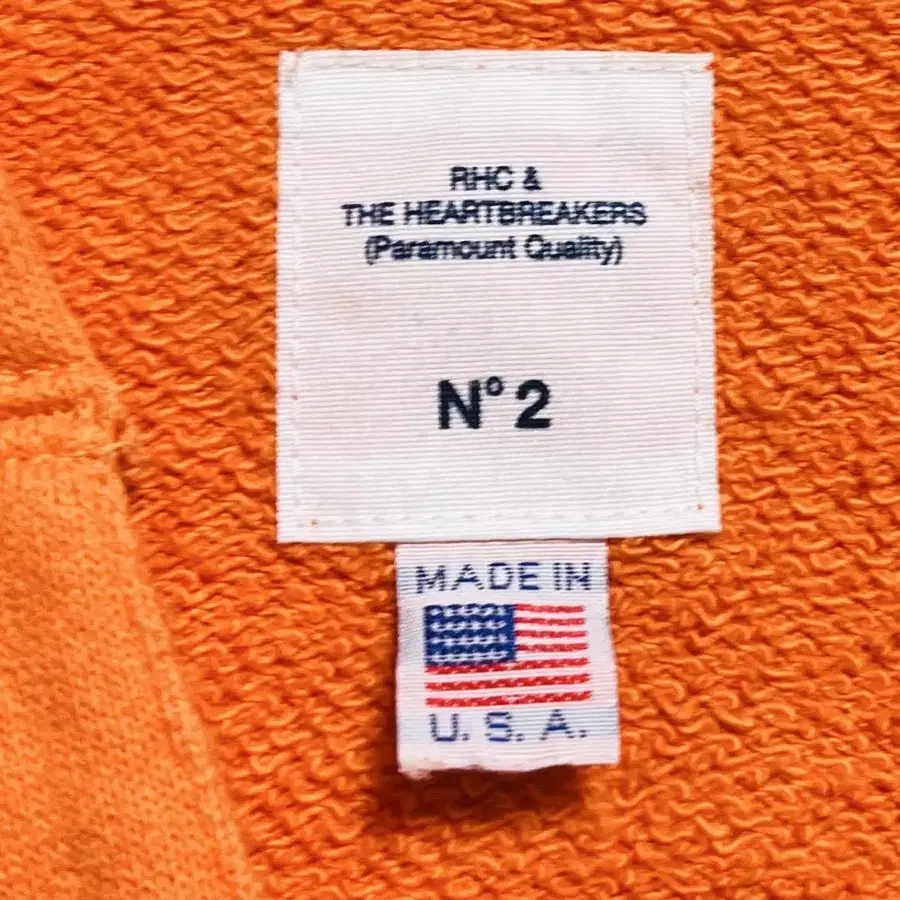 RHC &
THE HEARTBREAKERS
(Paramount Quality)
N° 2
MADE IN
U. S. A.